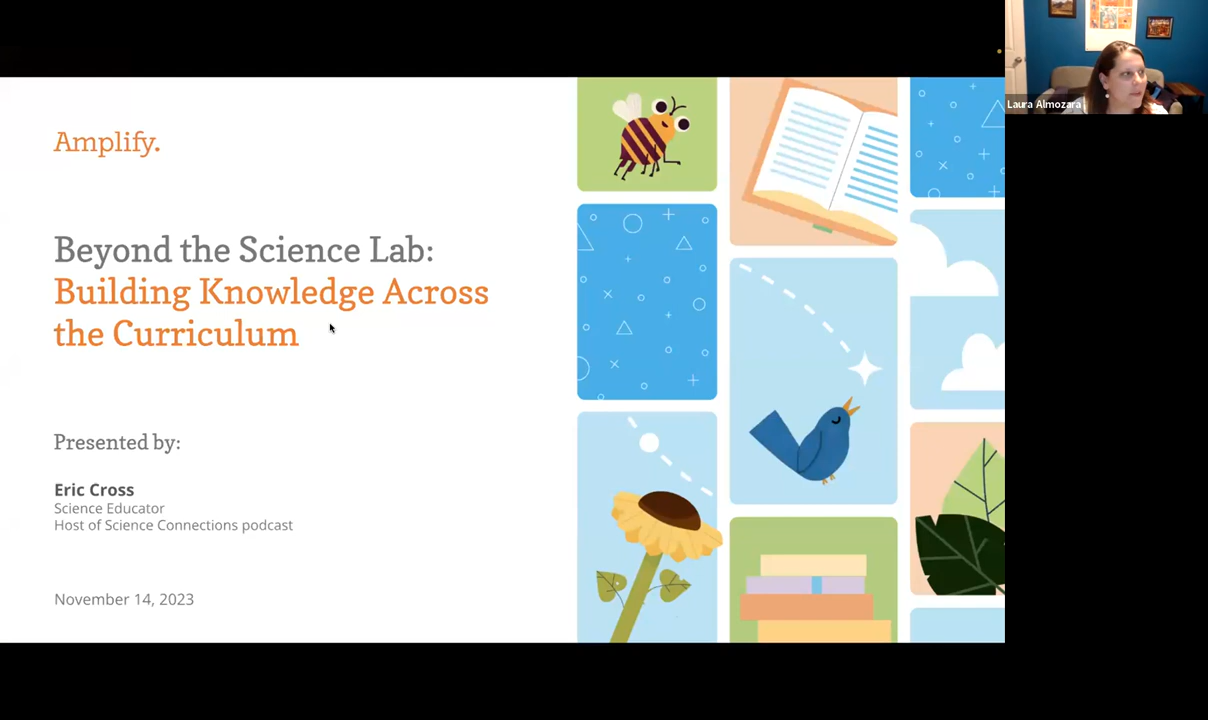 Amplify.
Beyond the Science Lab:
Building Knowledge Across
the Curriculum
Presented by:
Eric Cross
Science Educator
Host of Science Connections podcast
November 14, 2023
Laura Almozara